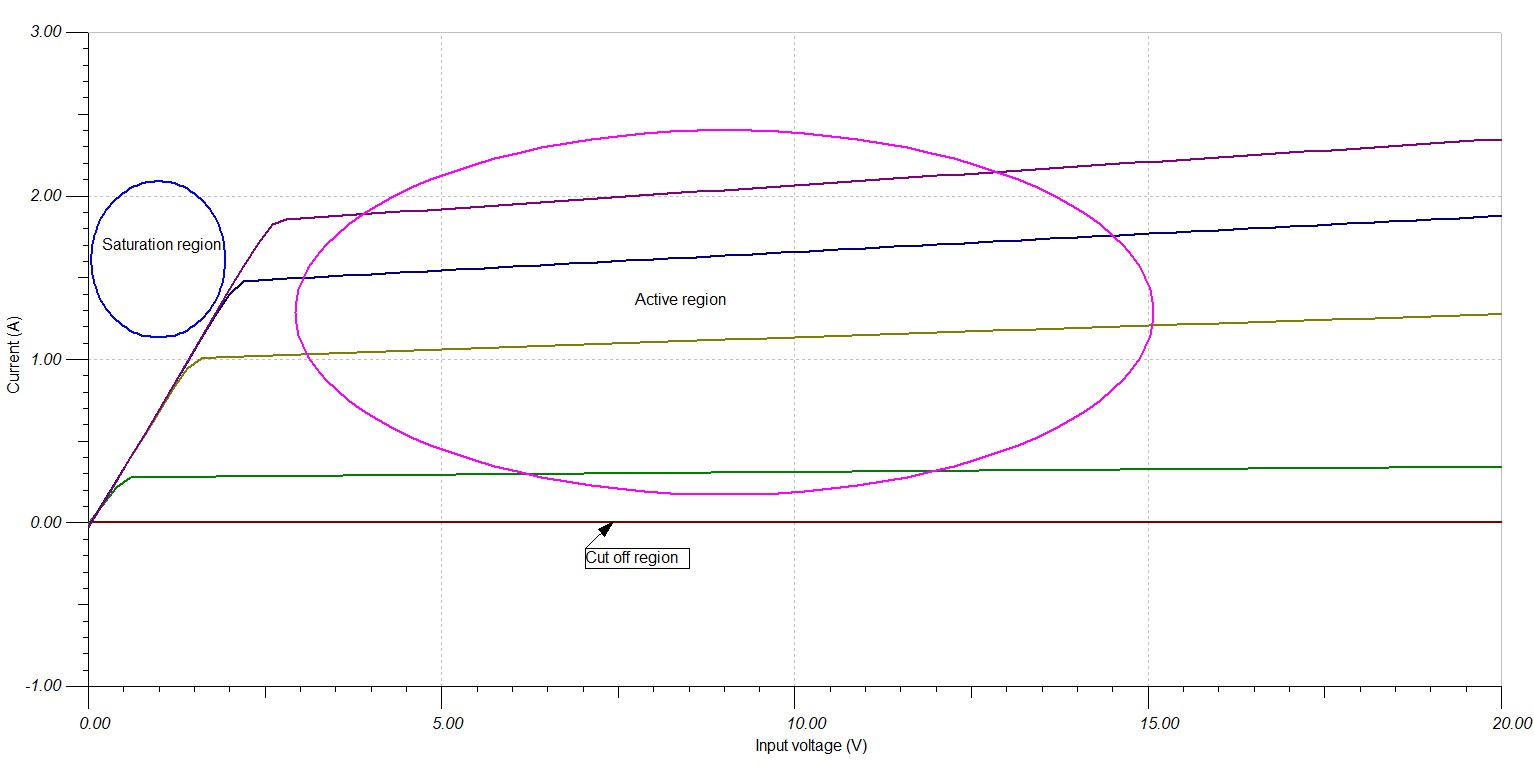 3.00
2.00
Saturation region
Active region
1.00
Current (A)
0.00
Cut off region
-1.00
0.00 5.00 10.00 15.00 20.00
Input voltage (V)